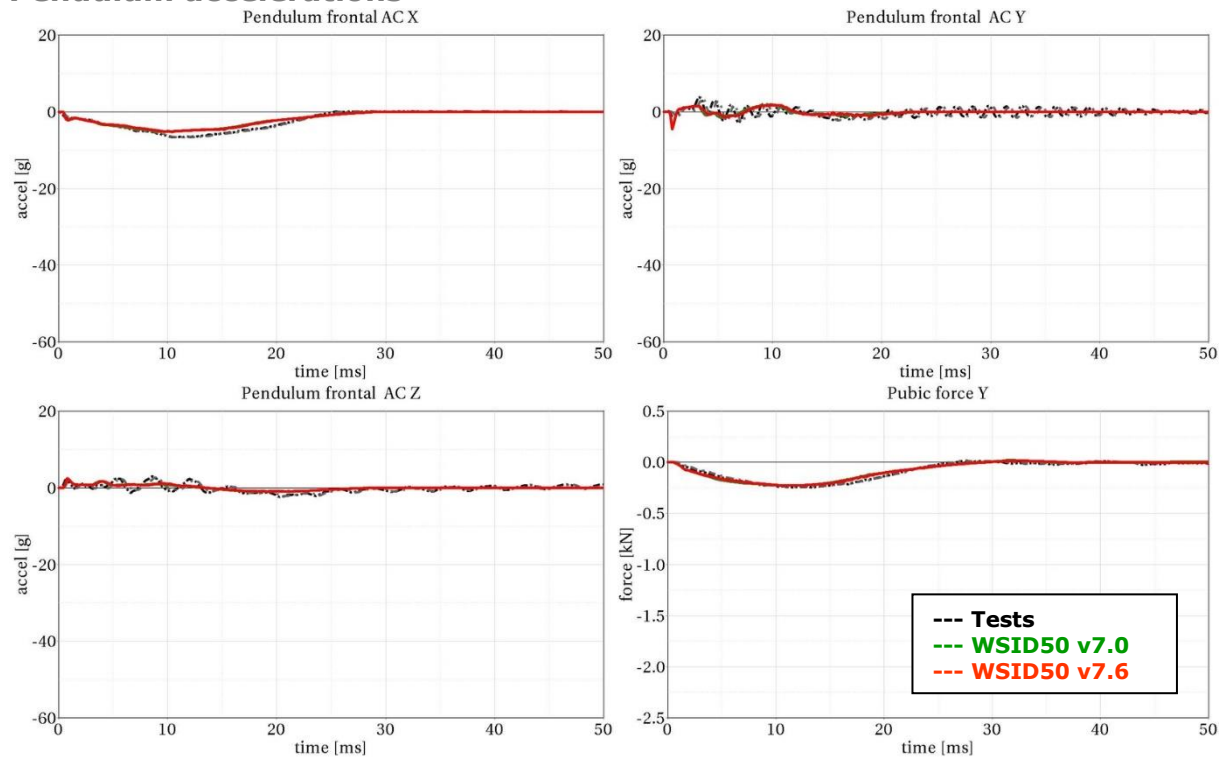 Pendulum accelerations
Pendulum frontal AC X
20
0
-20
-40
-60
accel [g]
0 10 20 30 40 50
time [ms]
Pendulum frontal AC Y
20
0
-20
-40
-60
accel [g]
0 10 20 30 40 50
time [ms]
Pendulum frontal AC Z
20
0
-20
-40
-60
accel [g]
0 10 20 30 40 50
time [ms]
Pubic force Y
0.5
0.0
-0.5
-1.0
-1.5
-2.0
-2.5
force [kN]
0 10 20 30 40 50
time [ms]
--- Tests
--- WSID50 v7.0
--- WSID50 v7.6